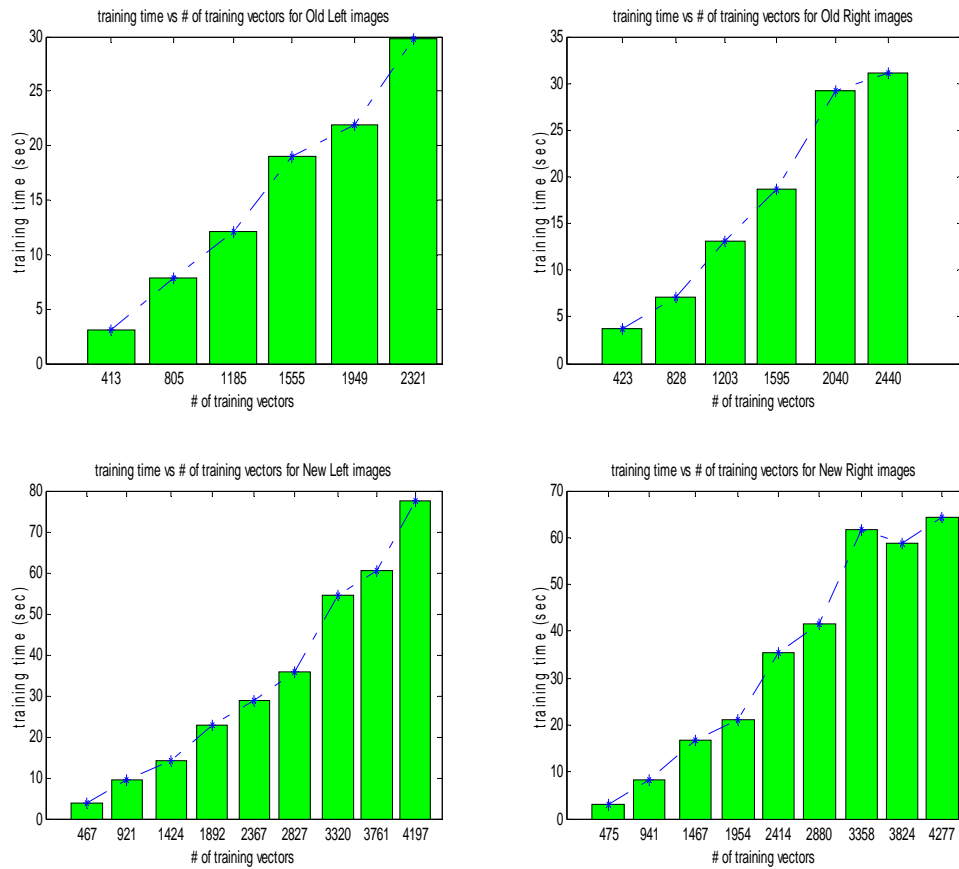 training time vs # of training vectors for Old Left images
30
25
20
15
10
5
0
training time (sec)
413 805 1185 1555 1949 2321
# of training vectors
training time vs # of training vectors for Old Right images
35
30
25
20
15
10
5
0
training time (sec)
423 828 1203 1595 2040 2440
# of training vectors
training time vs # of training vectors for New Left images
80
70
60
50
40
30
20
10
0
training time (sec)
467 921 1424 1892 2367 2827 3320 3761 4197
# of training vectors
training time vs # of training vectors for New Right images
70
60
50
40
30
20
10
0
training time (sec)
475 941 1467 1954 2414 2880 3358 3824 4277
# of training vectors